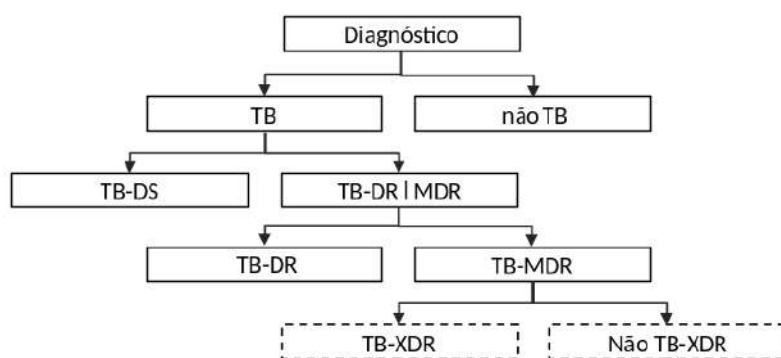 Diagnóstico
TB
não TB
TB-DS
TB-DR | MDR
TB-DR
TB-MDR
TB-XDR
Não TB-XDR